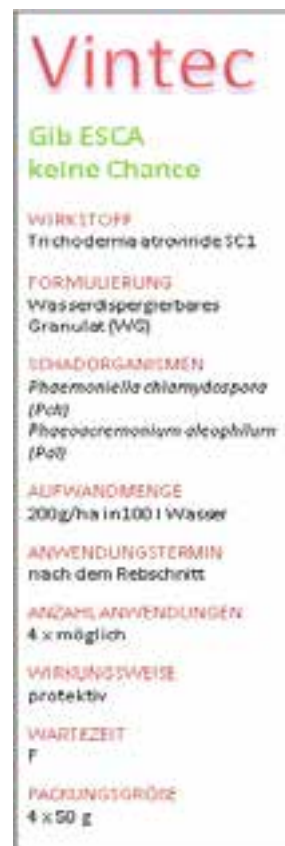 Vintec
Gib ESCA
keine Chance
WIRKSTOFF
Trichoderma atroviride SC1
FORMULIERUNG
Wasserdispergierbares
Granulat (WG)
SCHADORGANISMEN
Phaemoniella chlamydospora
(Pch)
Phaeoacremonium aleophilum
(Pal)
AUFWANDMENGE
200g/ha in 100 l Wasser
ANWENDUNGSTERMIN
nach dem Rebschnitt
ANZAHL ANWENDUNGEN
4 x möglich
WIRKUNGSWEISE
protektiv
WARTEZEIT
F
PACKUNGSGRÖßE
4 x 50 g